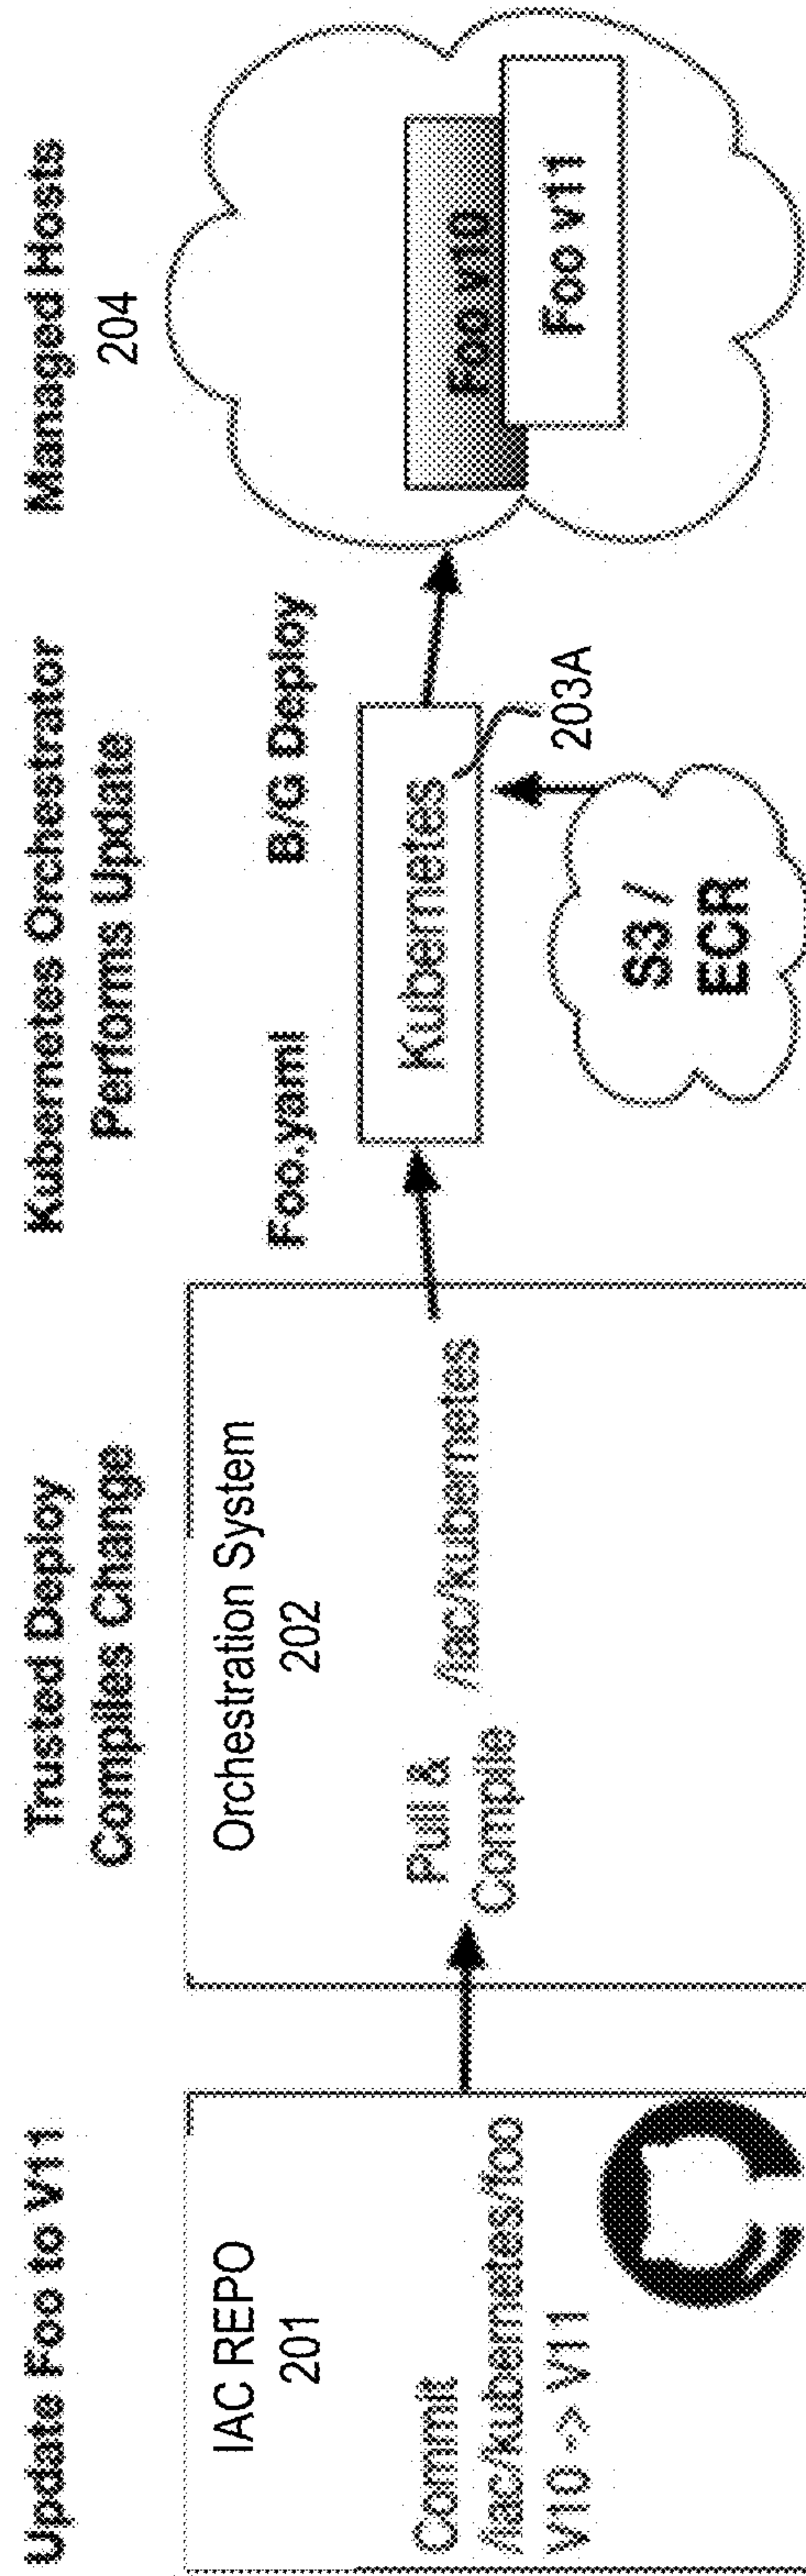 Update Foo to V11
IAC REPO
201
Commit
/iac/kubernetes/foo
V10 -> V11
Trusted Deploy
Compiles Change
Orchestration System
202
Pull &
Compile
/iac/kubernetes
Kubernetes Orchestrator
Performs Update
Foo.yaml
B/G Deploy
Kubernetes
203A
S3 /
ECR
Managed Hosts
204
Foo v10
Foo v11